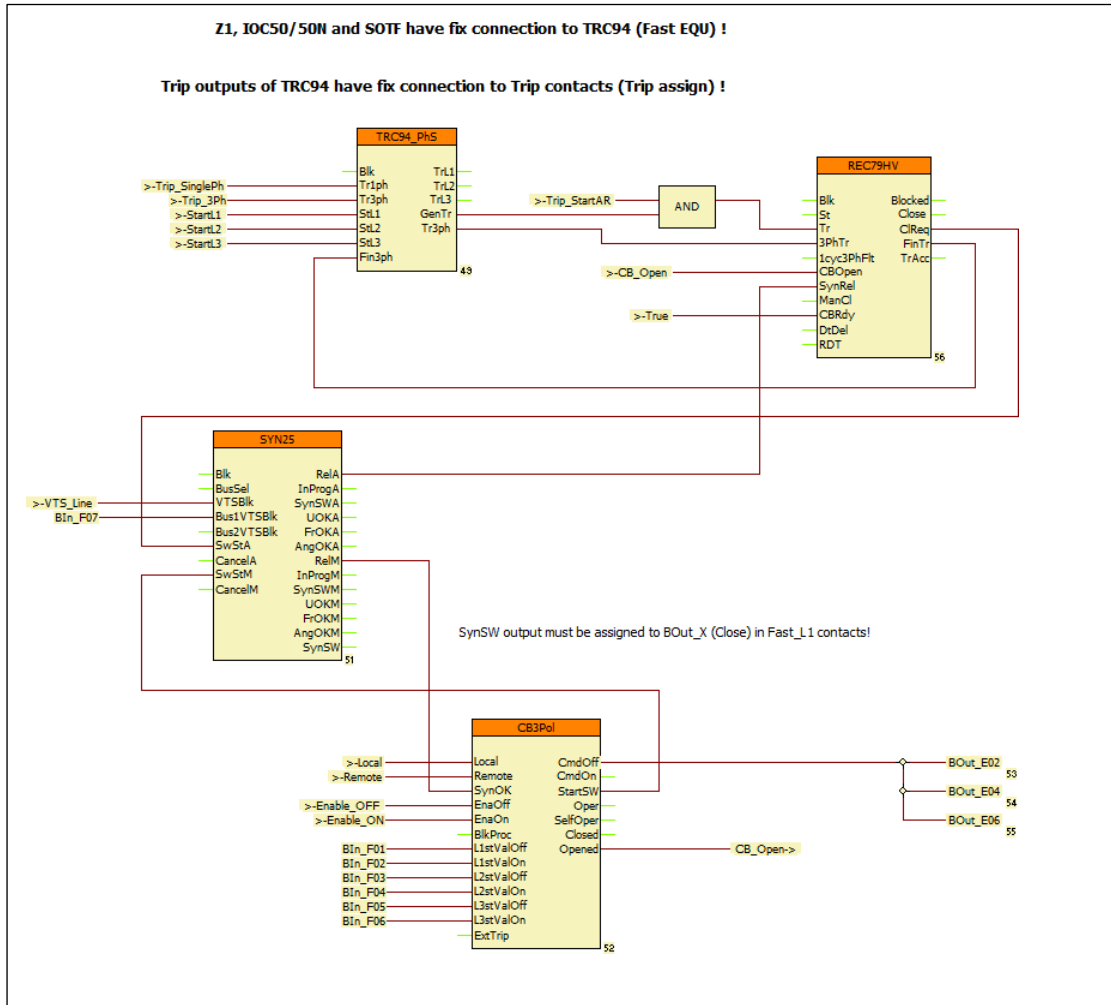 Z1, IOC50/50N and SOTF have fix connection to TRC94 (Fast EQU) !
Trip outputs of TRC94 have fix connection to Trip contacts (Trip assign) !
TRC94_PhS
Blk
Tr1ph
Tr3ph
StL1
StL2
StL3
Fin3ph
TrL1
TrL2
TrL3
GenTr
Tr3ph
49
>-Trip_SinglePh
>-Trip_3Ph
>-StartL1
>-StartL2
>-StartL3
>-Trip_StartAR
AND
>-CB_Open
>-True
REC79HV
Blk
St
Tr
3PhTr
1cyc3PhFlt
CBOpen
SynRel
ManCl
CBRdy
DtDel
RDT
Blocked
Close
ClReq
FinTr
TrAcc
56
SYN25
Blk
BusSel
VTSBlk
Bus1VTSBlk
Bus2VTSBlk
SwStA
CancelA
SwStM
CancelM
RelA
InProgA
SynSWA
UOKA
FrOKA
AngOKA
RelM
InProgM
SynSWM
UOKM
FrOKM
AngOKM
SynSW
51
>-VTS_Line
BIn_F07
SynSW output must be assigned to BOut_X (Close) in Fast_L1 contacts!
CB3Pol
Local
Remote
SynOK
EnaOff
EnaOn
BlkProc
L1stValOff
L1stValOn
L2stValOff
L2stValOn
L3stValOff
L3stValOn
ExtTrip
CmdOff
CmdOn
StartSW
Oper
SelfOper
Closed
Opened
52
>-Local
>-Remote
>-Enable_OFF
>-Enable_ON
BIn_F01
BIn_F02
BIn_F03
BIn_F04
BIn_F05
BIn_F06
BOut_E02
53
BOut_E04
54
BOut_E06
55
CB_Open->